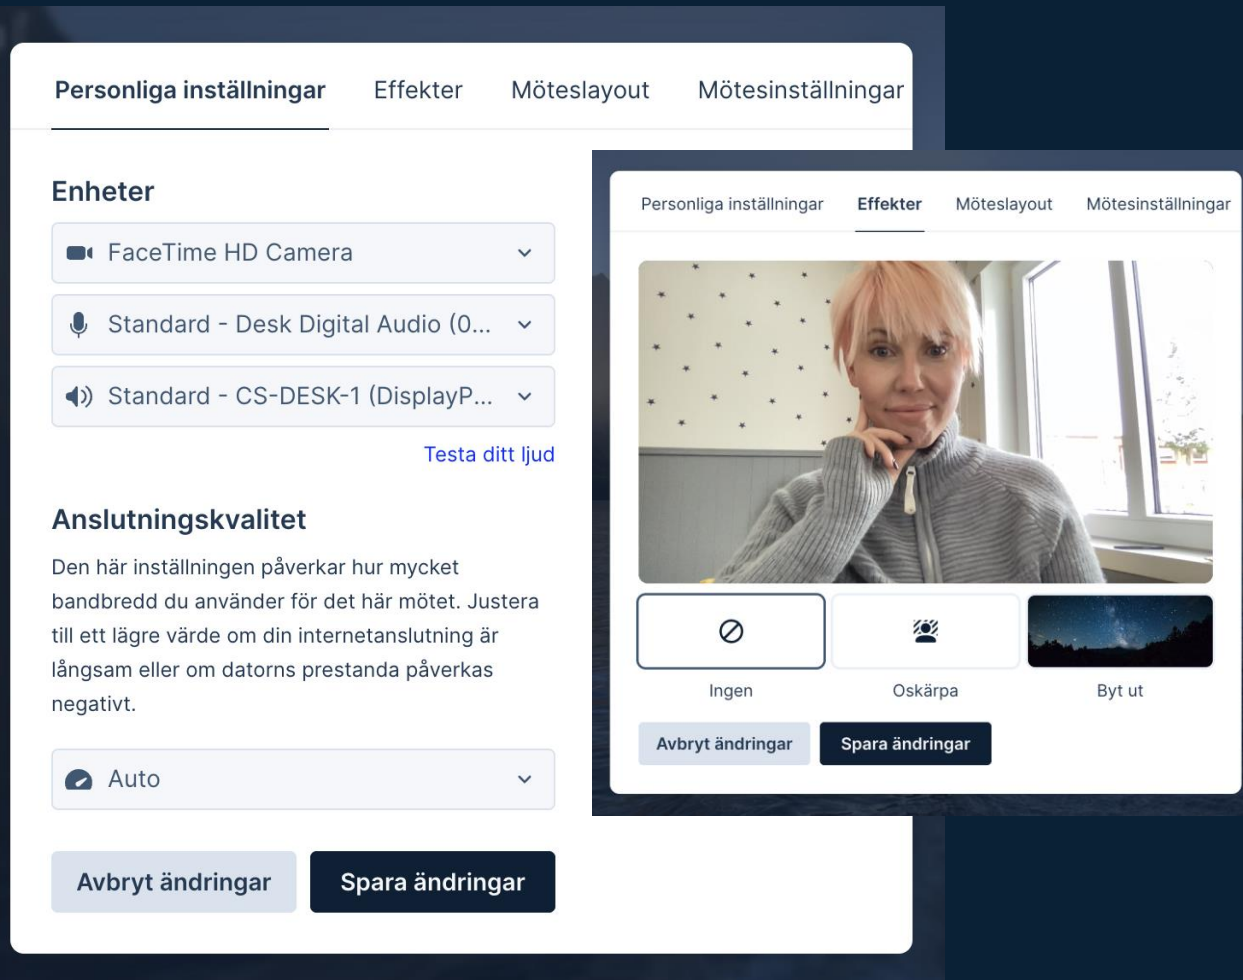 Personliga inställningar Effekter Möteslayout Mötesinställningar
Enheter
FaceTime HD Camera
Standard - Desk Digital Audio (0...
Standard - CS-DESK-1 (DisplayP...
Testa ditt ljud
Anslutningskvalitet
Den här inställningen påverkar hur mycket
bandbredd du använder för det här mötet. Justera
till ett lägre värde om din internetanslutning är
långsam eller om datorns prestanda påverkas
negativt.
Auto
Avbryt ändringar Spara ändringar
Personliga inställningar Effekter Möteslayout Mötesinställningar
Ingen Oskärpa Byt ut
Avbryt ändringar Spara ändringar